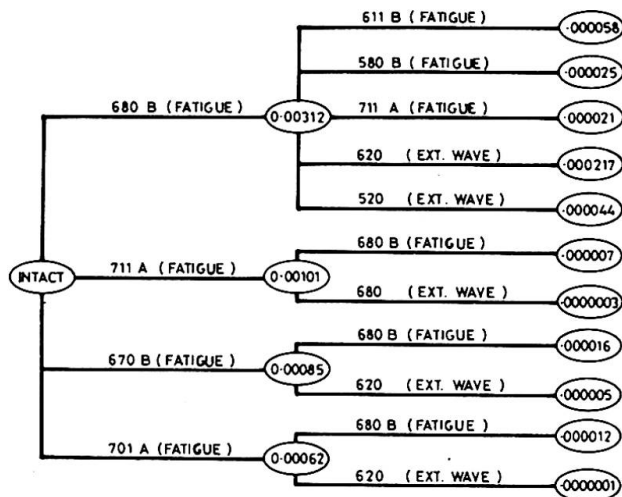 611 B (FATIGUE)
.000058
580 B (FATIGUE)
.000025
680 B (FATIGUE)
0.00312
711 A (FATIGUE)
.000021
620 (EXT. WAVE)
.000217
520 (EXT. WAVE)
.000044
INTACT
711 A (FATIGUE)
0.00101
680 B (FATIGUE)
.000007
680 (EXT. WAVE)
.0000003
670 B (FATIGUE)
0.00085
680 B (FATIGUE)
.000016
620 (EXT. WAVE)
.000005
701 A (FATIGUE)
0.00062
680 B (FATIGUE)
.000012
620 (EXT. WAVE)
.0000001